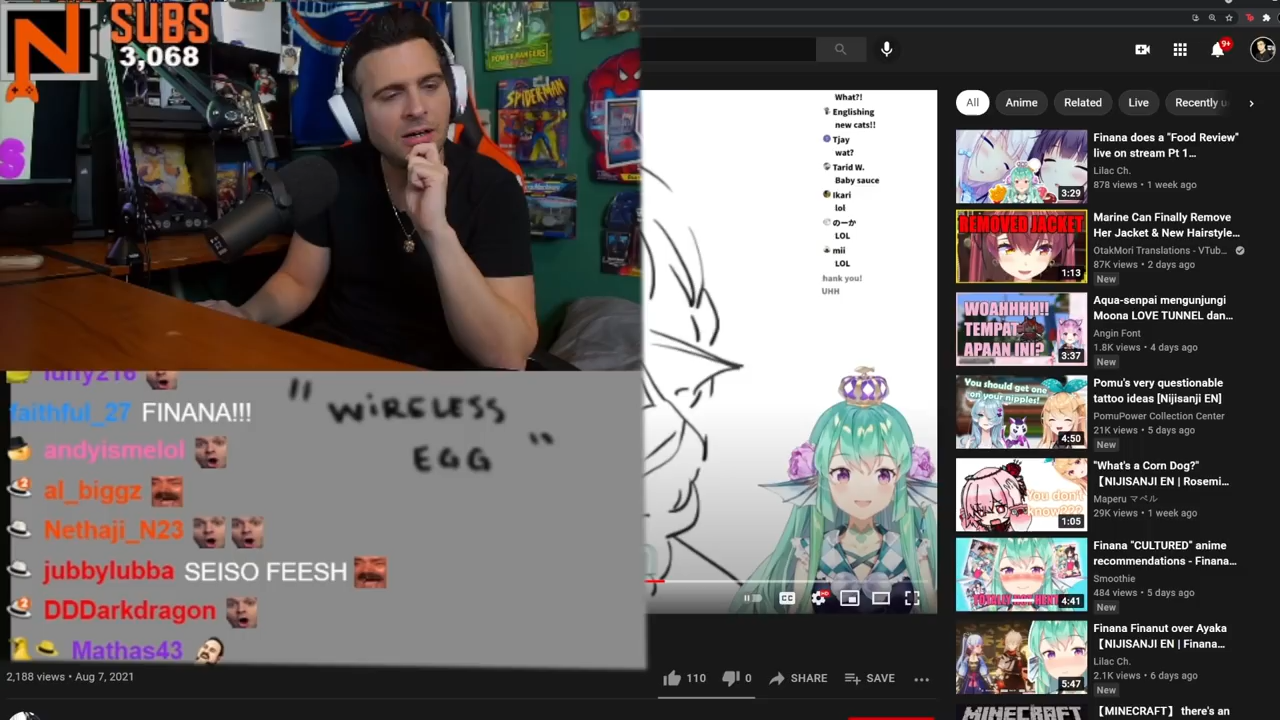 N
SUBS
3,068
SPIDER-MAN
S
What?!
Englishing
new cats!!
Tjay
wat?
Tarid W.
Baby sauce
Ikari
lol
のーか
LOL
mii
LOL
hank you!
UHH
luffy216
faithful_27 FINANA!!!
andyismelol
al_biggz
Nethaji_N23
jubbylubba SEISO FEESH
DDDarkdragon
Mathas43
"WIRELESS
EGG"
2,188 views • Aug 7, 2021
110
0
SHARE
SAVE
CC
9+
All
Anime
Related
Live
Recently u
Finana does a "Food Review"
live on stream Pt 1...
Lilac Ch.
878 views • 1 week ago
3:29
REMOVED JACKET
1:13
Marine Can Finally Remove
Her Jacket & New Hairstyle...
OtakMori Translations - VTub...
87K views • 2 days ago
New
WOAHHHH!!
TEMPAT
APAAN INI?
3:37
Aqua-senpai mengunjungi
Moona LOVE TUNNEL dan...
Angin Font
1.8K views • 4 days ago
New
You should get one
on your nipples!
4:50
Pomu's very questionable
tattoo ideas [Nijisanji EN]
PomuPower Collection Center
21K views • 5 days ago
New
You don't
know???
1:05
"What's a Corn Dog?"
【NIJISANJI EN | Rosemi...
Maperu マペル
29K views • 1 week ago
4:41
Finana "CULTURED" anime
recommendations - Finana...
Smoothie
484 views • 5 days ago
New
5:47
Finana Finanut over Ayaka
【NIJISANJI EN | Finana...
Lilac Ch.
2.1K views • 6 days ago
New
MINECRAFT
【MINECRAFT】 there's an